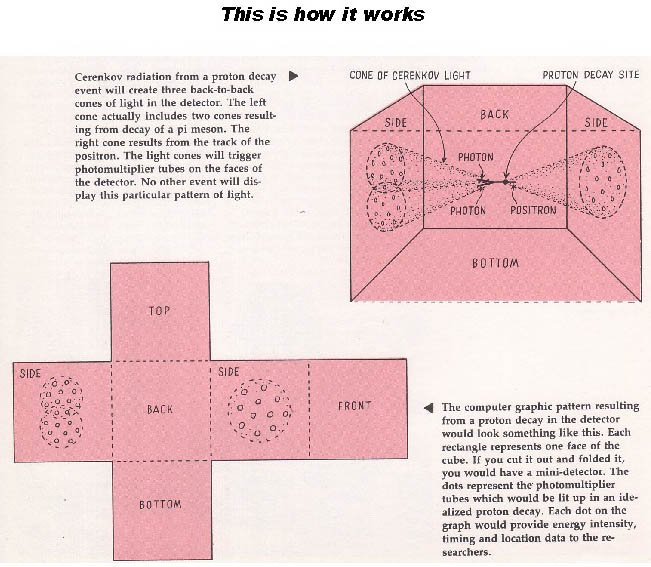 This is how it works
Cerenkov radiation from a proton decay
event will create three back-to-back
cones of light in the detector. The left
cone actually includes two cones result-
ing from decay of a pi meson. The
right cone results from the track of the
positron. The light cones will trigger
photomultiplier tubes on the faces of
the detector. No other event will dis-
play this particular pattern of light.
CONE OF CERENKOV LIGHT
PROTON DECAY SITE
BACK
SIDE
SIDE
PHOTON
PHOTON
POSITRON
BOTTOM
TOP
SIDE
BACK
SIDE
FRONT
BOTTOM
The computer graphic pattern resulting
from a proton decay in the detector
would look something like this. Each
rectangle represents one face of the
cube. If you cut it out and folded it,
you would have a mini-detector. The
dots represent the photomultiplier
tubes which would be lit up in an ide-
alized proton decay. Each dot on the
graph would provide energy intensity,
timing and location data to the re-
searchers.